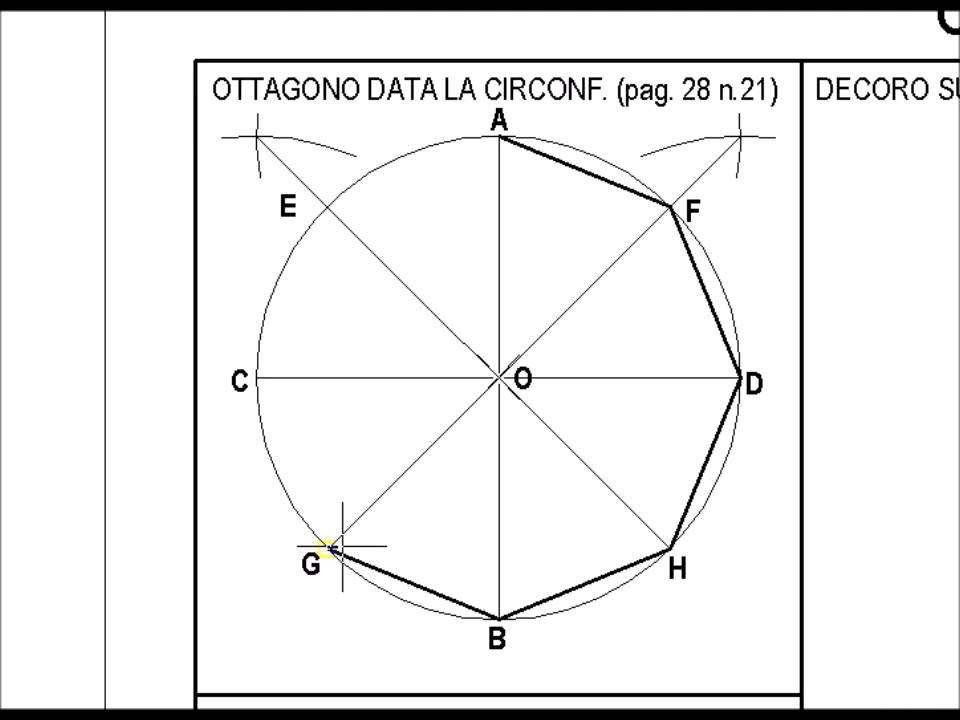 OTTAGONO DATA LA CIRCONF. (pag. 28 n.21)
DECORO SU
A
E
F
C
O
D
G
H
B